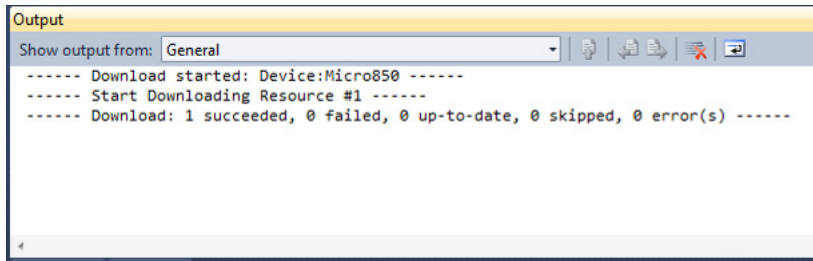 Output
Show output from: General
------ Download started: Device:Micro850 ------
------ Start Downloading Resource #1 ------
------ Download: 1 succeeded, 0 failed, 0 up-to-date, 0 skipped, 0 error(s) ------